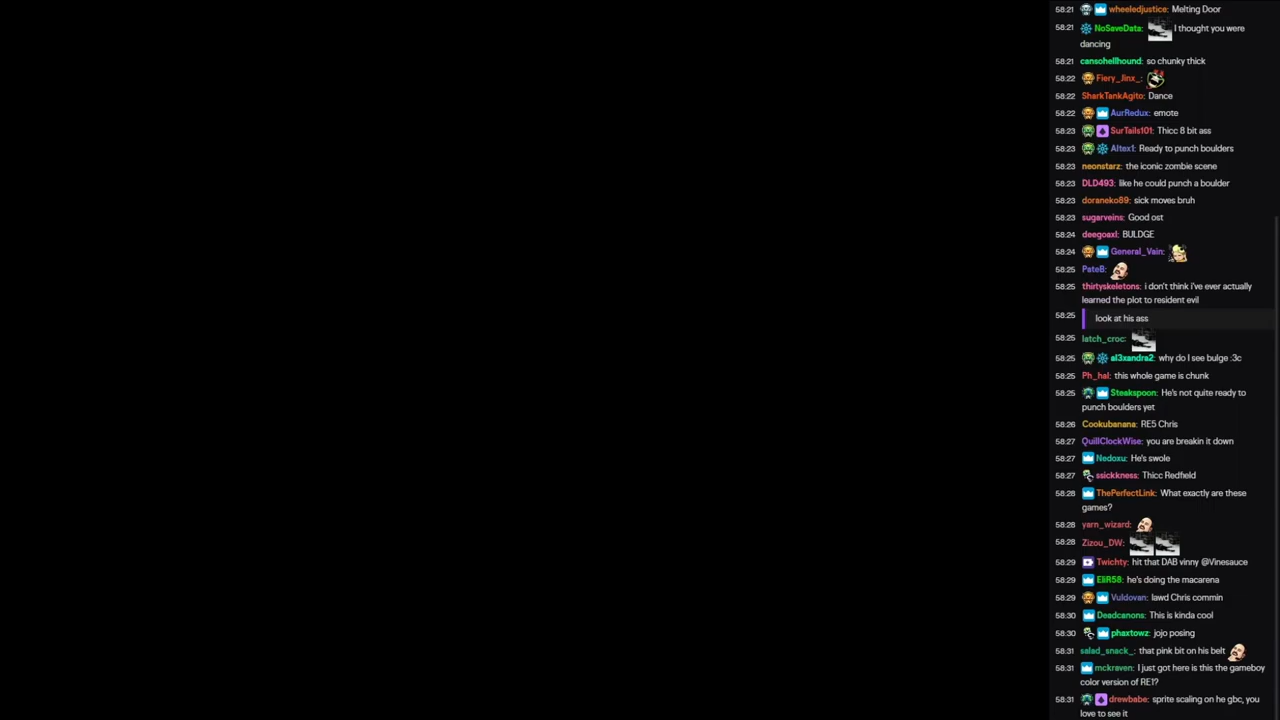 58:21 wheeledjustice: Melting Door
58:21 NoSaveData: I thought you were
dancing
58:21 cansohellhound: so chunky thick
58:22 Fiery_Jinx_:
58:22 SharkTankAgito: Dance
58:22 AurRedux: emote
58:23 SurTails101: Thicc 8 bit ass
58:23 Altex1: Ready to punch boulders
58:23 neonstarz: the iconic zombie scene
58:23 DLD493: like he could punch a boulder
58:23 doraneko89: sick moves bruh
58:23 sugarveins: Good ost
58:24 deegoaxl: BULDGE
58:24 General_Vain:
58:25 PateB:
58:25 thirtyskeletons: i don't think i've ever actually
learned the plot to resident evil
58:25 look at his ass
58:25 latch_croc:
58:25 al3xandra2: why do I see bulge :3c
58:25 Ph_hal: this whole game is chunk
58:25 Steakspoon: He's not quite ready to
punch boulders yet
58:26 Cookubanana: RE5 Chris
58:27 QuillClockWise: you are breakin it down
58:27 Nedoxu: He's swole
58:27 ssickkness: Thicc Redfield
58:28 ThePerfectLink: What exactly are these
games?
58:28 yarn_wizard:
58:28 Zizou_DW:
58:29 Twichty: hit that DAB vinny @Vinesauce
58:29 EliR58: he's doing the macarena
58:29 Vuldovan: lawd Chris commin
58:30 Deadcanons: This is kinda cool
58:30 phaxtowz: jojo posing
58:31 salad_snack_: that pink bit on his belt
58:31 mckraven: I just got here is this the gameboy
color version of RE1?
58:31 drewbabe: sprite scaling on he gbc, you
love to see it